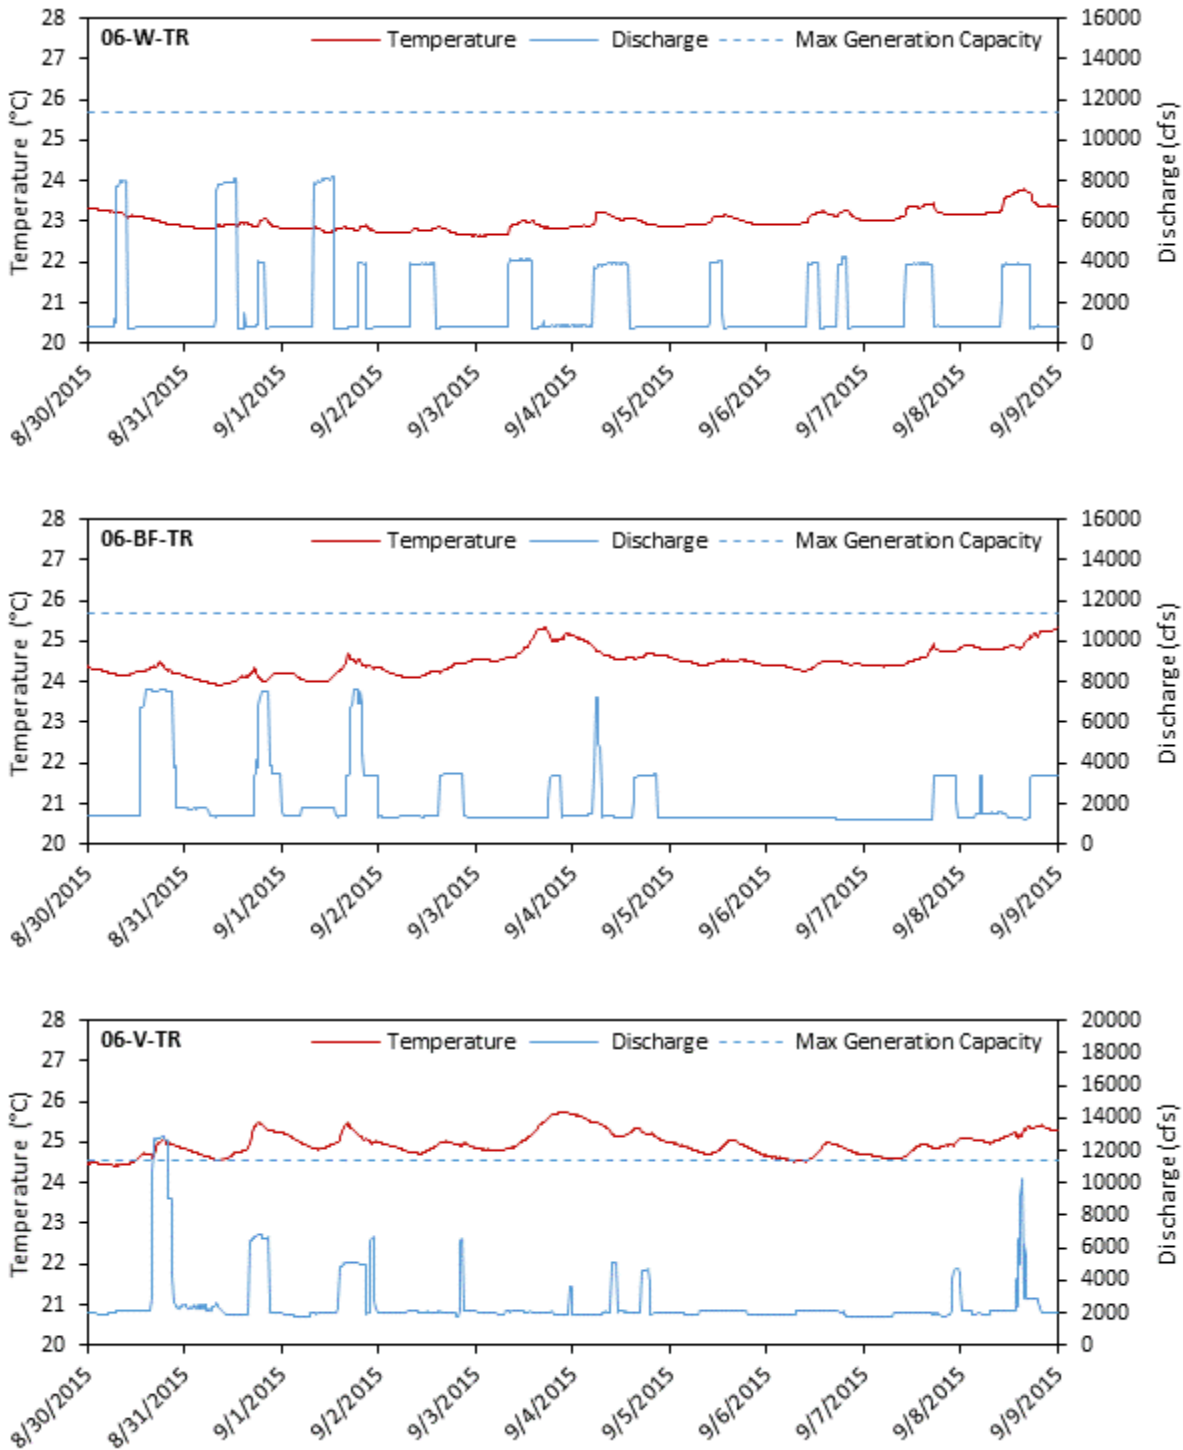 28 16000
06-W-TR Temperature Discharge Max Generation Capacity
27 14000
26 12000
25 10000
24 8000
23 6000
22 4000
21 2000
20 0
Temperature (°C)
Discharge (cfs)
8/30/2015 8/31/2015 9/1/2015 9/2/2015 9/3/2015 9/4/2015 9/5/2015 9/6/2015 9/7/2015 9/8/2015 9/9/2015
28 16000
06-BF-TR Temperature Discharge Max Generation Capacity
27 14000
26 12000
25 10000
24 8000
23 6000
22 4000
21 2000
20 0
Temperature (°C)
Discharge (cfs)
8/30/2015 8/31/2015 9/1/2015 9/2/2015 9/3/2015 9/4/2015 9/5/2015 9/6/2015 9/7/2015 9/8/2015 9/9/2015
28 20000
06-V-TR Temperature Discharge Max Generation Capacity
18000
27
16000
26
14000
25
12000
24 10000
23
8000
22
6000
4000
21
2000
20 0
Temperature (°C)
Discharge (cfs)
8/30/2015 8/31/2015 9/1/2015 9/2/2015 9/3/2015 9/4/2015 9/5/2015 9/6/2015 9/7/2015 9/8/2015 9/9/2015